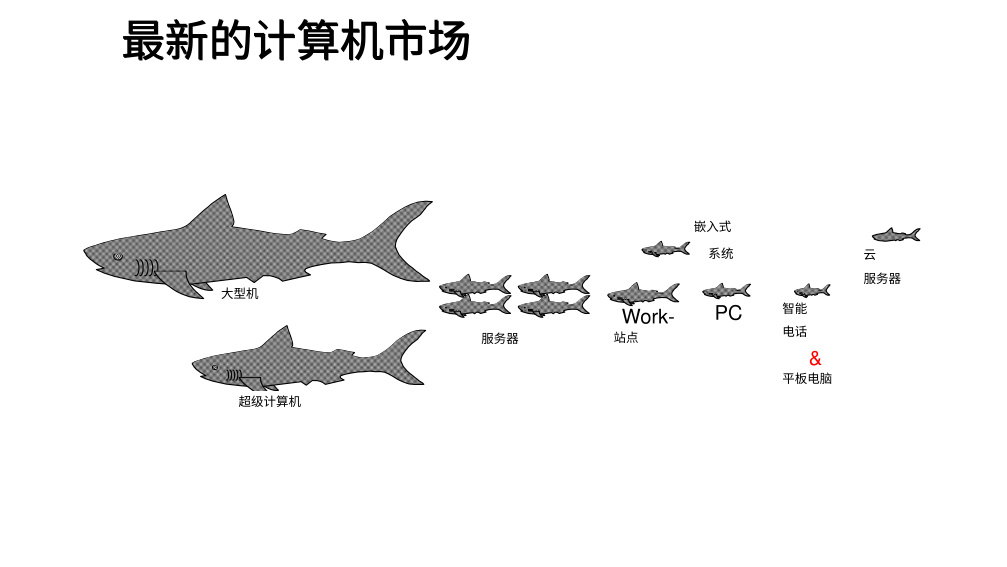 最新的计算机市场
大型机
超级计算机
服务器
Work-
站点
嵌入式
系统
PC
智能
电话
&
平板电脑
云
服务器